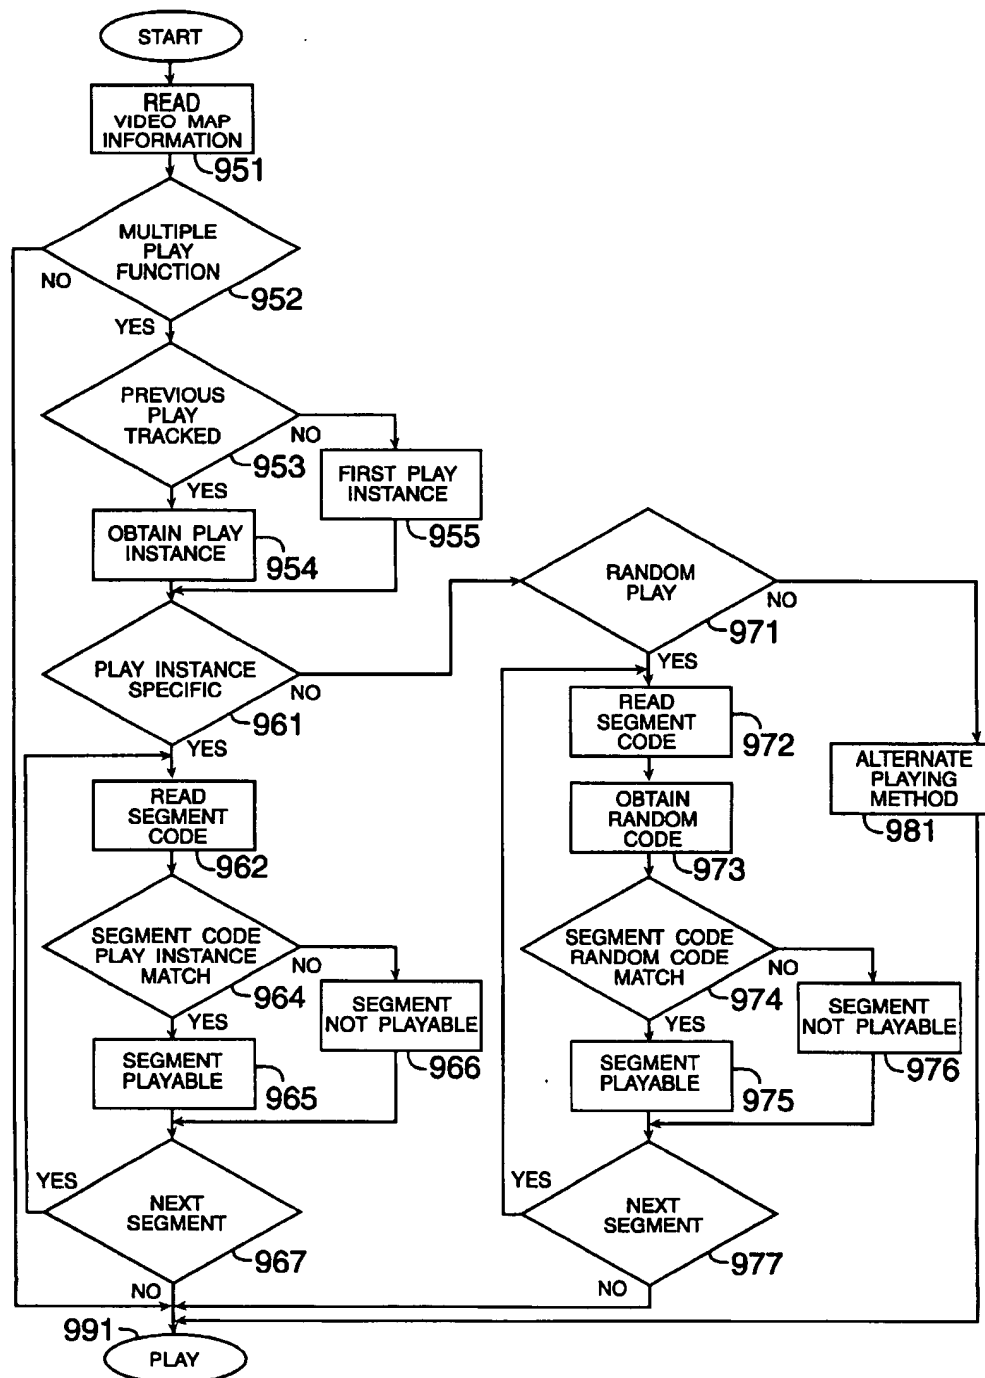 START
READ
VIDEO MAP
INFORMATION
951
MULTIPLE
PLAY
FUNCTION
NO
952
YES
PREVIOUS
PLAY
TRACKED
NO
953
YES
FIRST PLAY
INSTANCE
955
OBTAIN PLAY
INSTANCE
954
PLAY INSTANCE
SPECIFIC
NO
961
YES
READ
SEGMENT
CODE
962
SEGMENT CODE
PLAY INSTANCE
MATCH
NO
964
YES
SEGMENT
NOT PLAYABLE
966
SEGMENT
PLAYABLE
965
YES
NEXT
SEGMENT
967
NO
RANDOM
PLAY
NO
971
YES
READ
SEGMENT
CODE
972
OBTAIN
RANDOM
CODE
973
SEGMENT CODE
RANDOM CODE
MATCH
NO
974
YES
SEGMENT
NOT PLAYABLE
976
SEGMENT
PLAYABLE
975
YES
NEXT
SEGMENT
977
NO
ALTERNATE
PLAYING
METHOD
981
991
PLAY